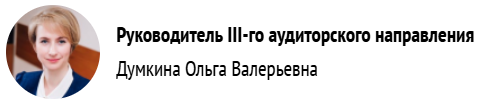 Руководитель III-го аудиторского направления
Думкина Ольга Валерьевна